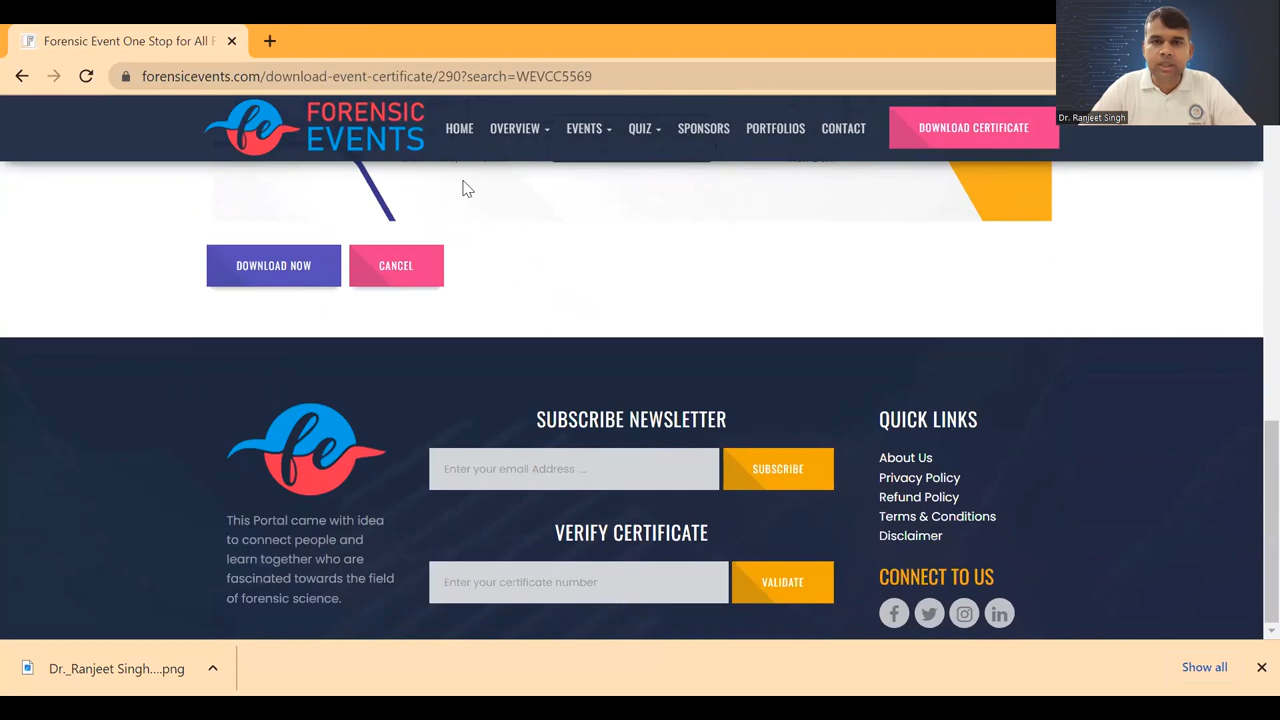 Forensic Event One Stop for All F
forensicevents.com/download-event-certificate/290?search=WEVCC5569
Dr. Ranjeet Singh
fe FORENSIC
EVENTS
HOME OVERVIEW EVENTS QUIZ SPONSORS PORTFOLIOS CONTACT DOWNLOAD CERTIFICATE
DOWNLOAD NOW CANCEL
fe
This Portal came with idea
to connect people and
learn together who are
fascinated towards the field
of forensic science.
SUBSCRIBE NEWSLETTER
Enter your email Address ... SUBSCRIBE
VERIFY CERTIFICATE
Enter your certificate number VALIDATE
QUICK LINKS
About Us
Privacy Policy
Refund Policy
Terms & Conditions
Disclaimer
CONNECT TO US
Dr._Ranjeet Singh....png
Show all